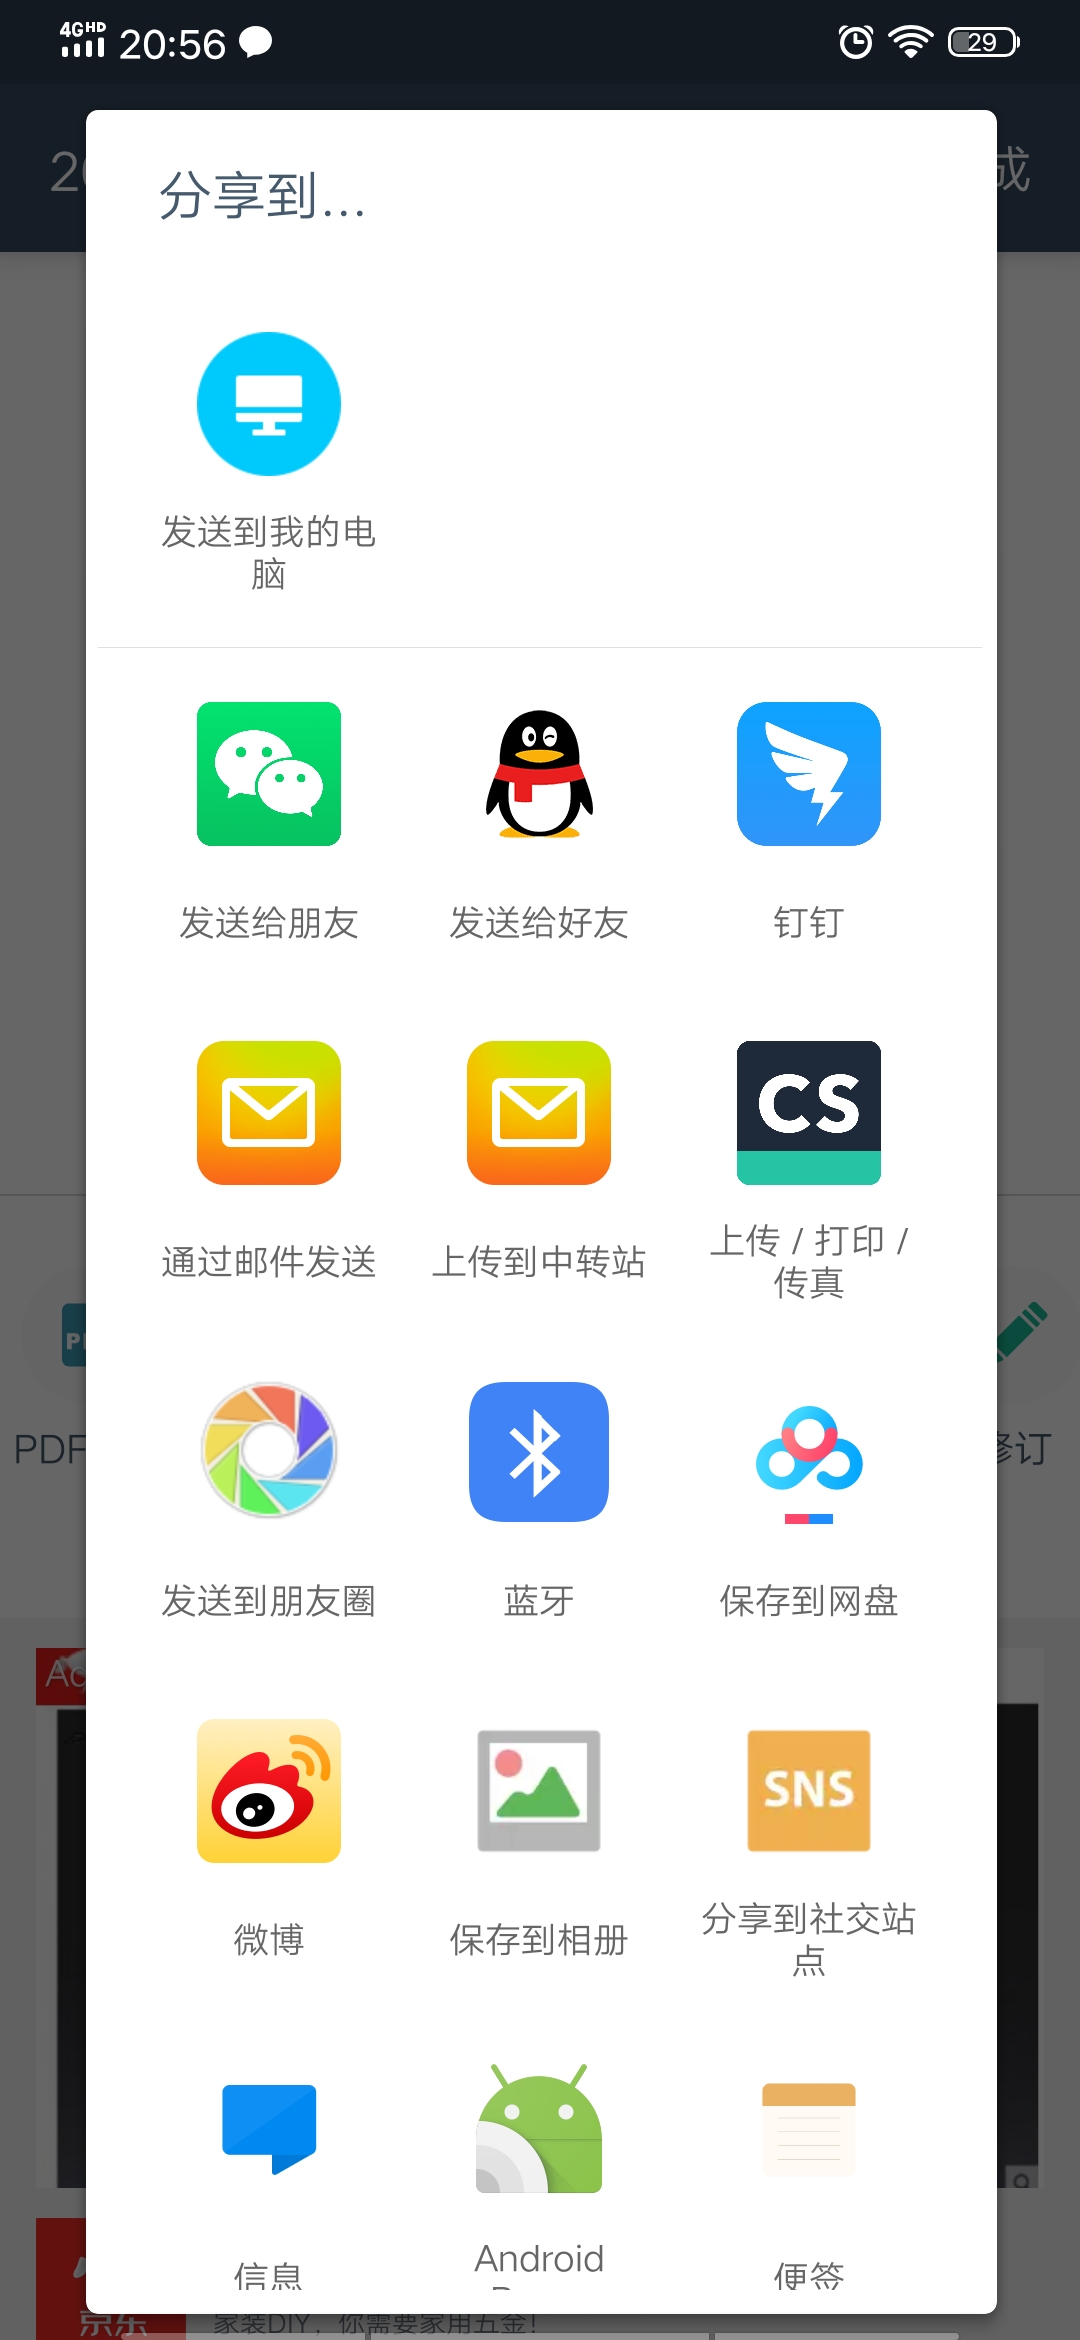 4G HD 20:56 29
成
分享到...
发送到我的电
脑
发送给朋友 发送给好友 钉钉
CS
通过邮件发送 上传到中转站 上传 / 打印 /
传真
PDF 修订
发送到朋友圈 蓝牙 保存到网盘
SNS
微博 保存到相册 分享到社交站
点
信息 Android 便签
京东 家装DIY，你需要家用五金！